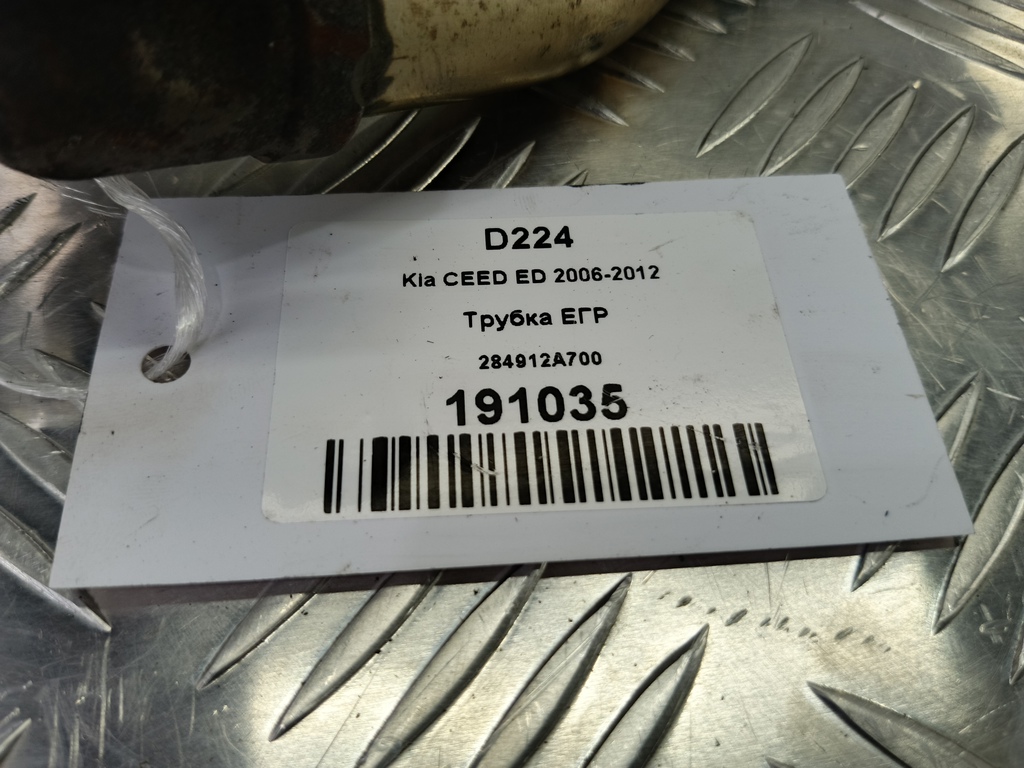 D224
Kia CEED ED 2006-2012
Трубка ЕГР
284912A700
191035